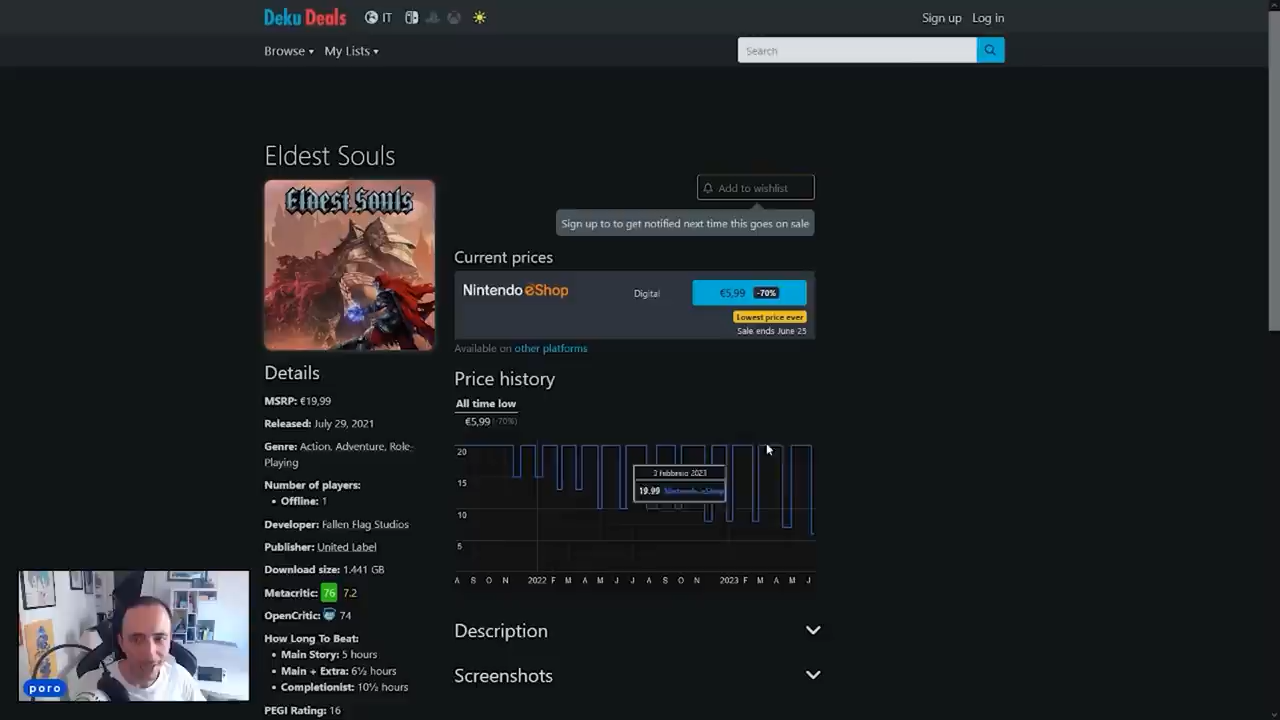 Deku Deals IT Sign up Log in
Browse My Lists Search
Eldest Souls
Eldest Souls
Add to wishlist
Sign up to to get notified next time this goes on sale
Current prices
Nintendo eShop Digital €5,99 -70%
Lowest price ever
Sale ends June 25
Available on other platforms
Price history
All time low
€5,99 (-70%)
20
15
10
5
3 febbraio 2023
19.99 Nintendo eShop
A S O N 2022 F M A M J J A S O N 2023 F M A M J
Description
Screenshots
Details
MSRP: €19,99
Released: July 29, 2021
Genre: Action, Adventure, Role-
Playing
Number of players:
• Offline: 1
Developer: Fallen Flag Studios
Publisher: United Label
Download size: 1.441 GB
Metacritic: 76 7.2
OpenCritic: 74
How Long To Beat:
• Main Story: 5 hours
• Main + Extra: 6½ hours
• Completionist: 10½ hours
PEGI Rating: 16
poro